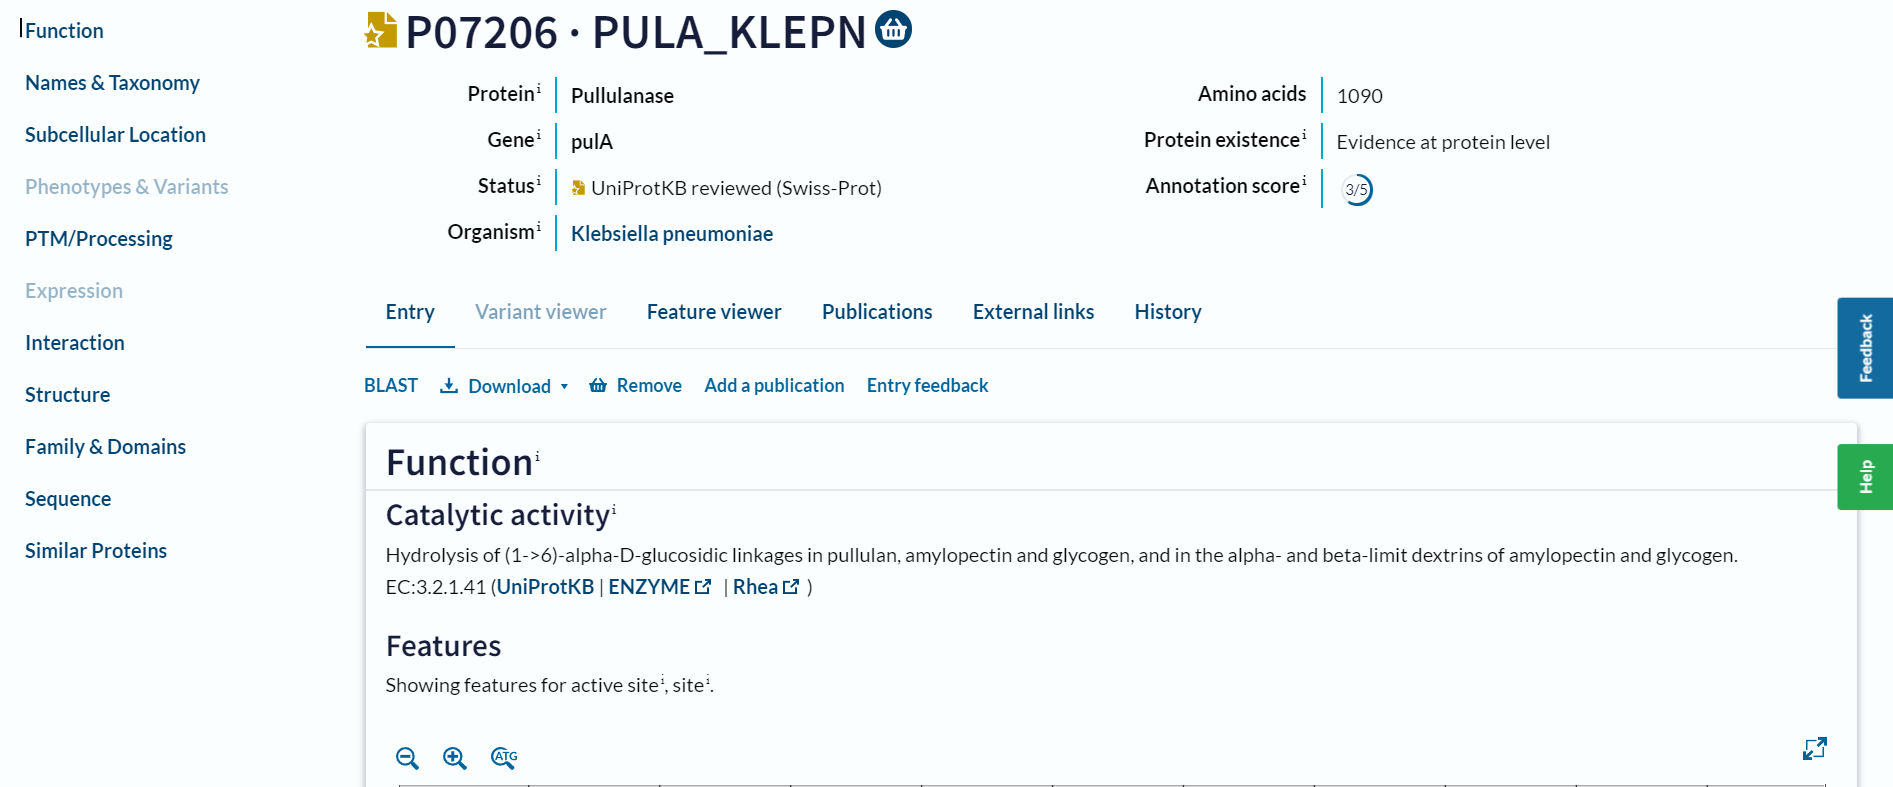 Function
Names & Taxonomy
Subcellular Location
Phenotypes & Variants
PTM/Processing
Expression
Interaction
Structure
Family & Domains
Sequence
Similar Proteins
P07206 · PULA_KLEPN
Protein i Pullulanase
Gene i pulA
Status i UniProtKB reviewed (Swiss-Prot)
Organism i Klebsiella pneumoniae
Amino acids 1090
Protein existence i Evidence at protein level
Annotation score i 3/5
Entry Variant viewer Feature viewer Publications External links History
BLAST Download Remove Add a publication Entry feedback
Function i
Catalytic activity i
Hydrolysis of (1->6)-alpha-D-glucosidic linkages in pullulan, amylopectin and glycogen, and in the alpha- and beta-limit dextrins of amylopectin and glycogen.
EC:3.2.1.41 (UniProtKB | ENZYME | Rhea )
Features
Showing features for active site i, site i.
ATG
Feedback
Help